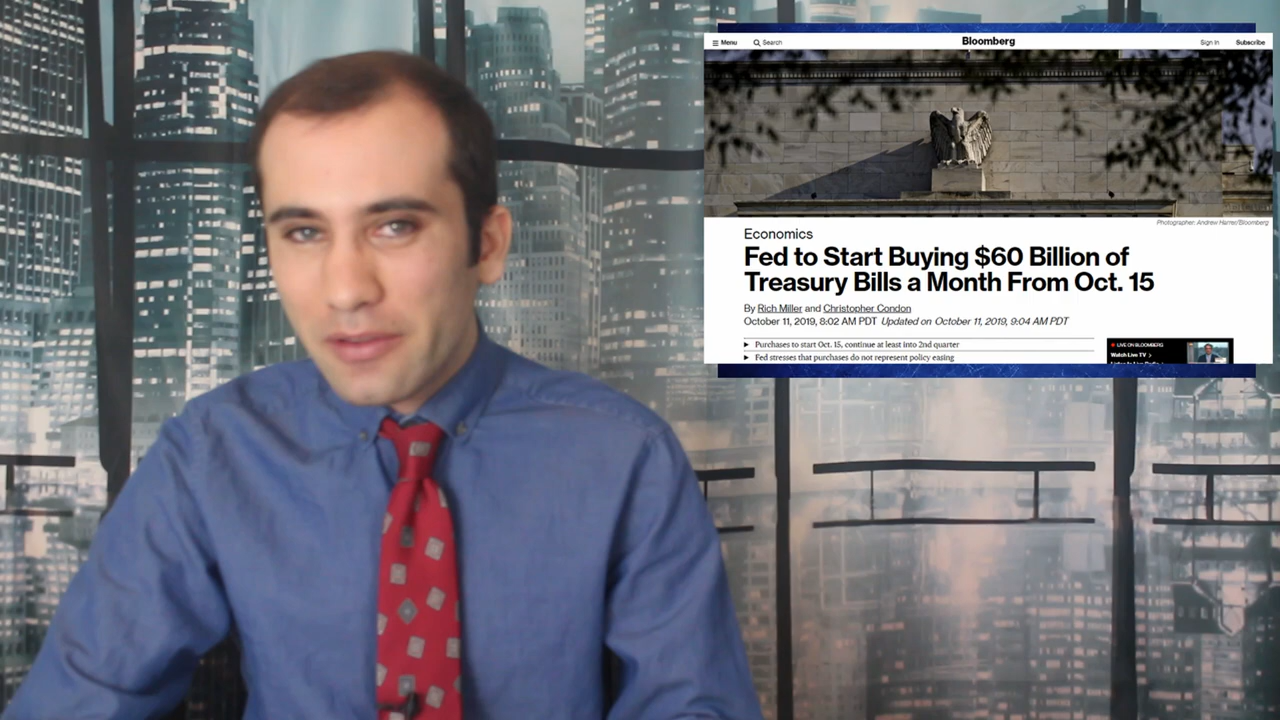 Menu Search Bloomberg Sign In Subscribe
Photographer: Andrew Harrer/Bloomberg
Economics
Fed to Start Buying $60 Billion of
Treasury Bills a Month From Oct. 15
By Rich Miller and Christopher Condon
October 11, 2019, 8:02 AM PDT Updated on October 11, 2019, 9:04 AM PDT
Purchases to start Oct. 15, continue at least into 2nd quarter
Fed stresses that purchases do not represent policy easing
LIVE ON BLOOMBERG
Watch Live TV >